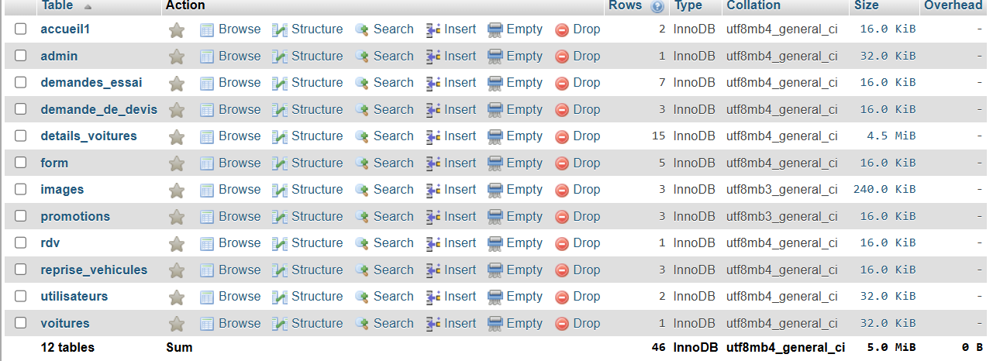 Table Action Rows Type Collation Size Overhead
accueil1 Browse Structure Search Insert Empty Drop 2 InnoDB utf8mb4_general_ci 16.0 KiB -
admin Browse Structure Search Insert Empty Drop 1 InnoDB utf8mb4_general_ci 32.0 KiB -
demandes_essai Browse Structure Search Insert Empty Drop 7 InnoDB utf8mb4_general_ci 16.0 KiB -
demande_de_devis Browse Structure Search Insert Empty Drop 3 InnoDB utf8mb4_general_ci 16.0 KiB -
details_voitures Browse Structure Search Insert Empty Drop 15 InnoDB utf8mb4_general_ci 4.5 MiB -
form Browse Structure Search Insert Empty Drop 5 InnoDB utf8mb4_general_ci 16.0 KiB -
images Browse Structure Search Insert Empty Drop 3 InnoDB utf8mb3_general_ci 240.0 KiB -
promotions Browse Structure Search Insert Empty Drop 3 InnoDB utf8mb3_general_ci 16.0 KiB -
rdv Browse Structure Search Insert Empty Drop 1 InnoDB utf8mb4_general_ci 16.0 KiB -
reprise_vehicules Browse Structure Search Insert Empty Drop 3 InnoDB utf8mb4_general_ci 16.0 KiB -
utilisateurs Browse Structure Search Insert Empty Drop 2 InnoDB utf8mb4_general_ci 32.0 KiB -
voitures Browse Structure Search Insert Empty Drop 1 InnoDB utf8mb4_general_ci 32.0 KiB -
12 tables Sum 46 InnoDB utf8mb4_general_ci 5.0 MiB 0 B